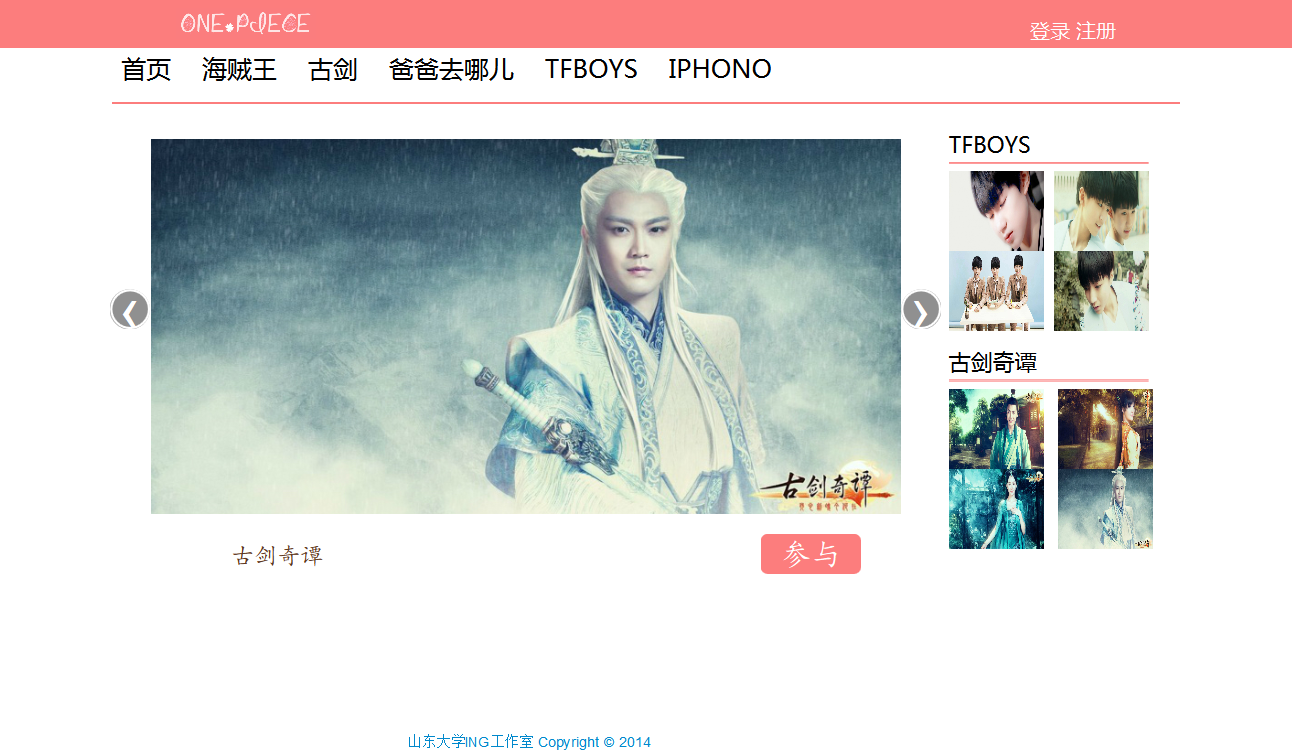 ONE PIECE
登录 注册
首页 海贼王 古剑 爸爸去哪儿 TFBOYS IPHONO
TFBOYS
古剑奇谭
古剑奇谭
古剑奇谭
参与
山东大学ING工作室 Copyright © 2014